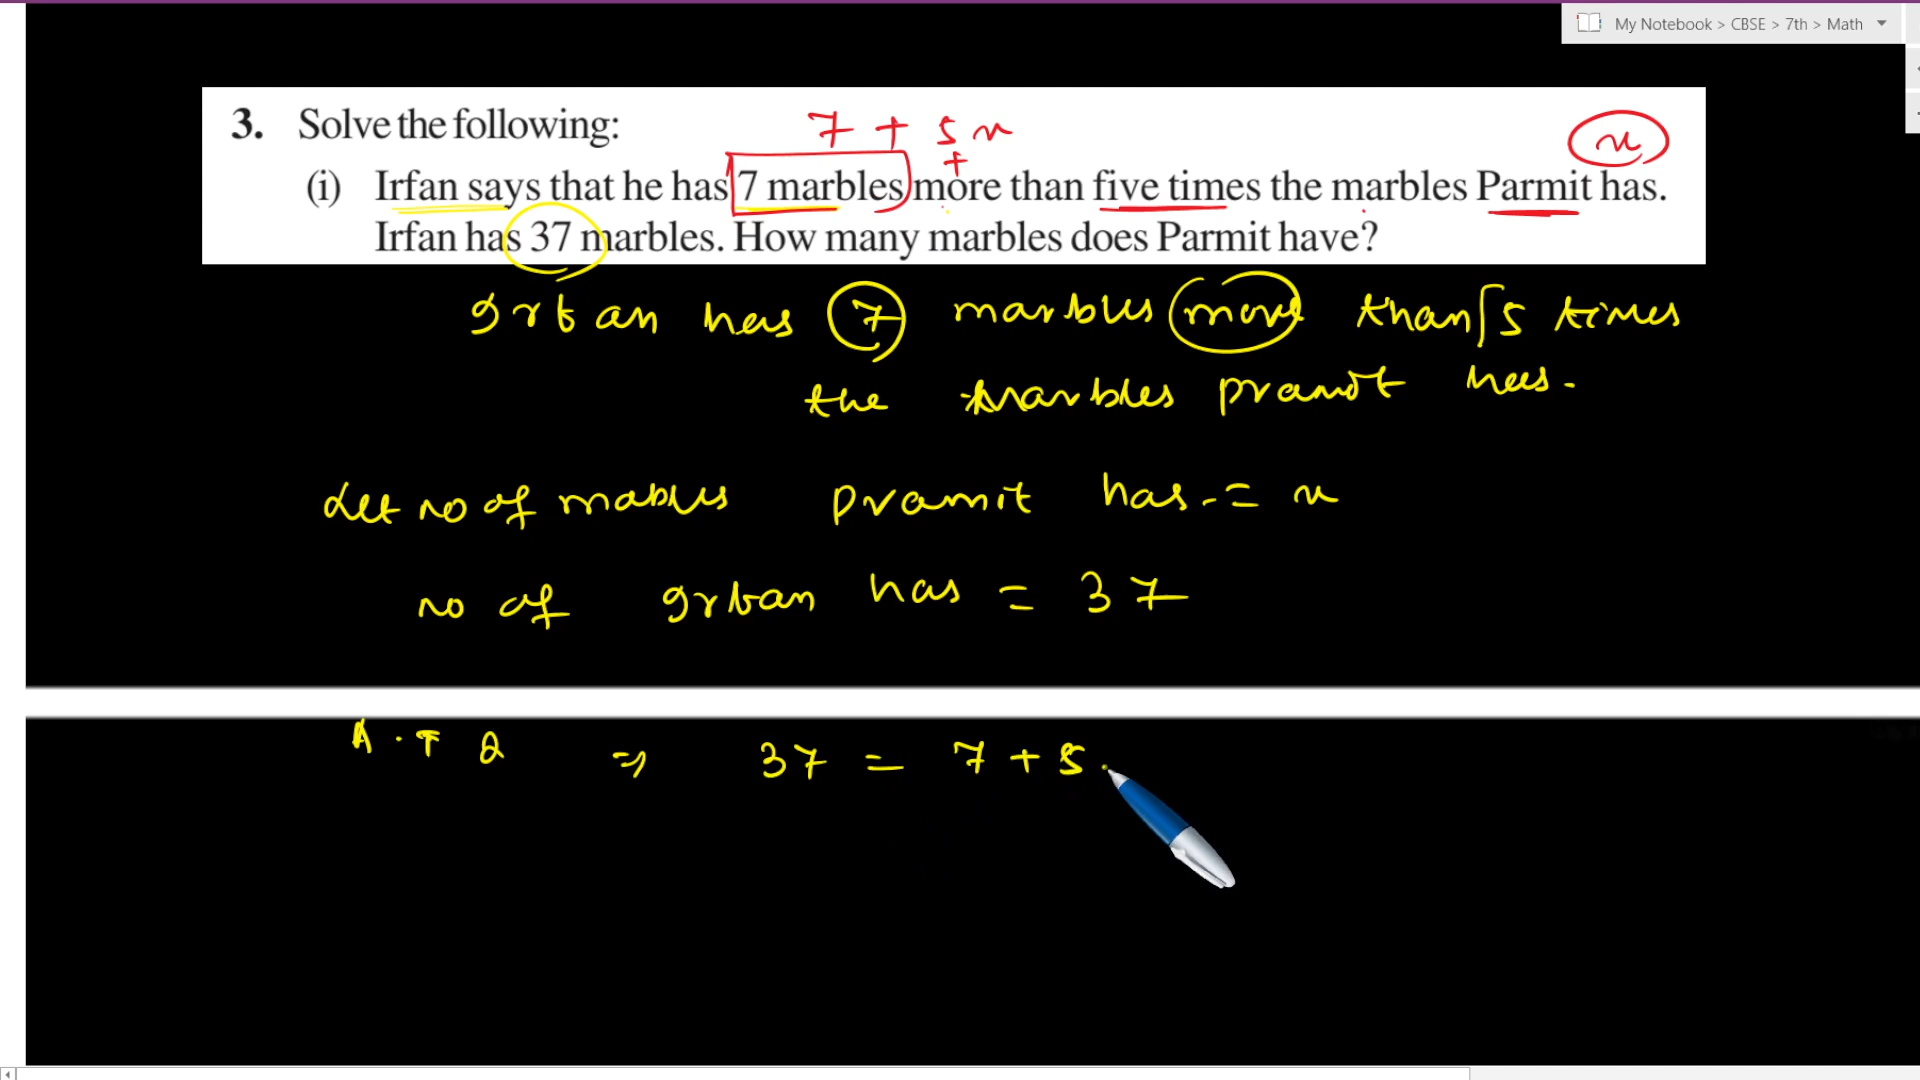 My Notebook > CBSE > 7th > Math
3. Solve the following:
7 + 5x
x
+
(i) Irfan says that he has 7 marbles more than five times the marbles Parmit has.
Irfan has 37 marbles. How many marbles does Parmit have?
Irfan has 7 marbles more than 5 times
the marbles pramit has.
Let no of mables pramit has = x
no of Irfan has = 37
A.T Q ⇒ 37 = 7 + 5